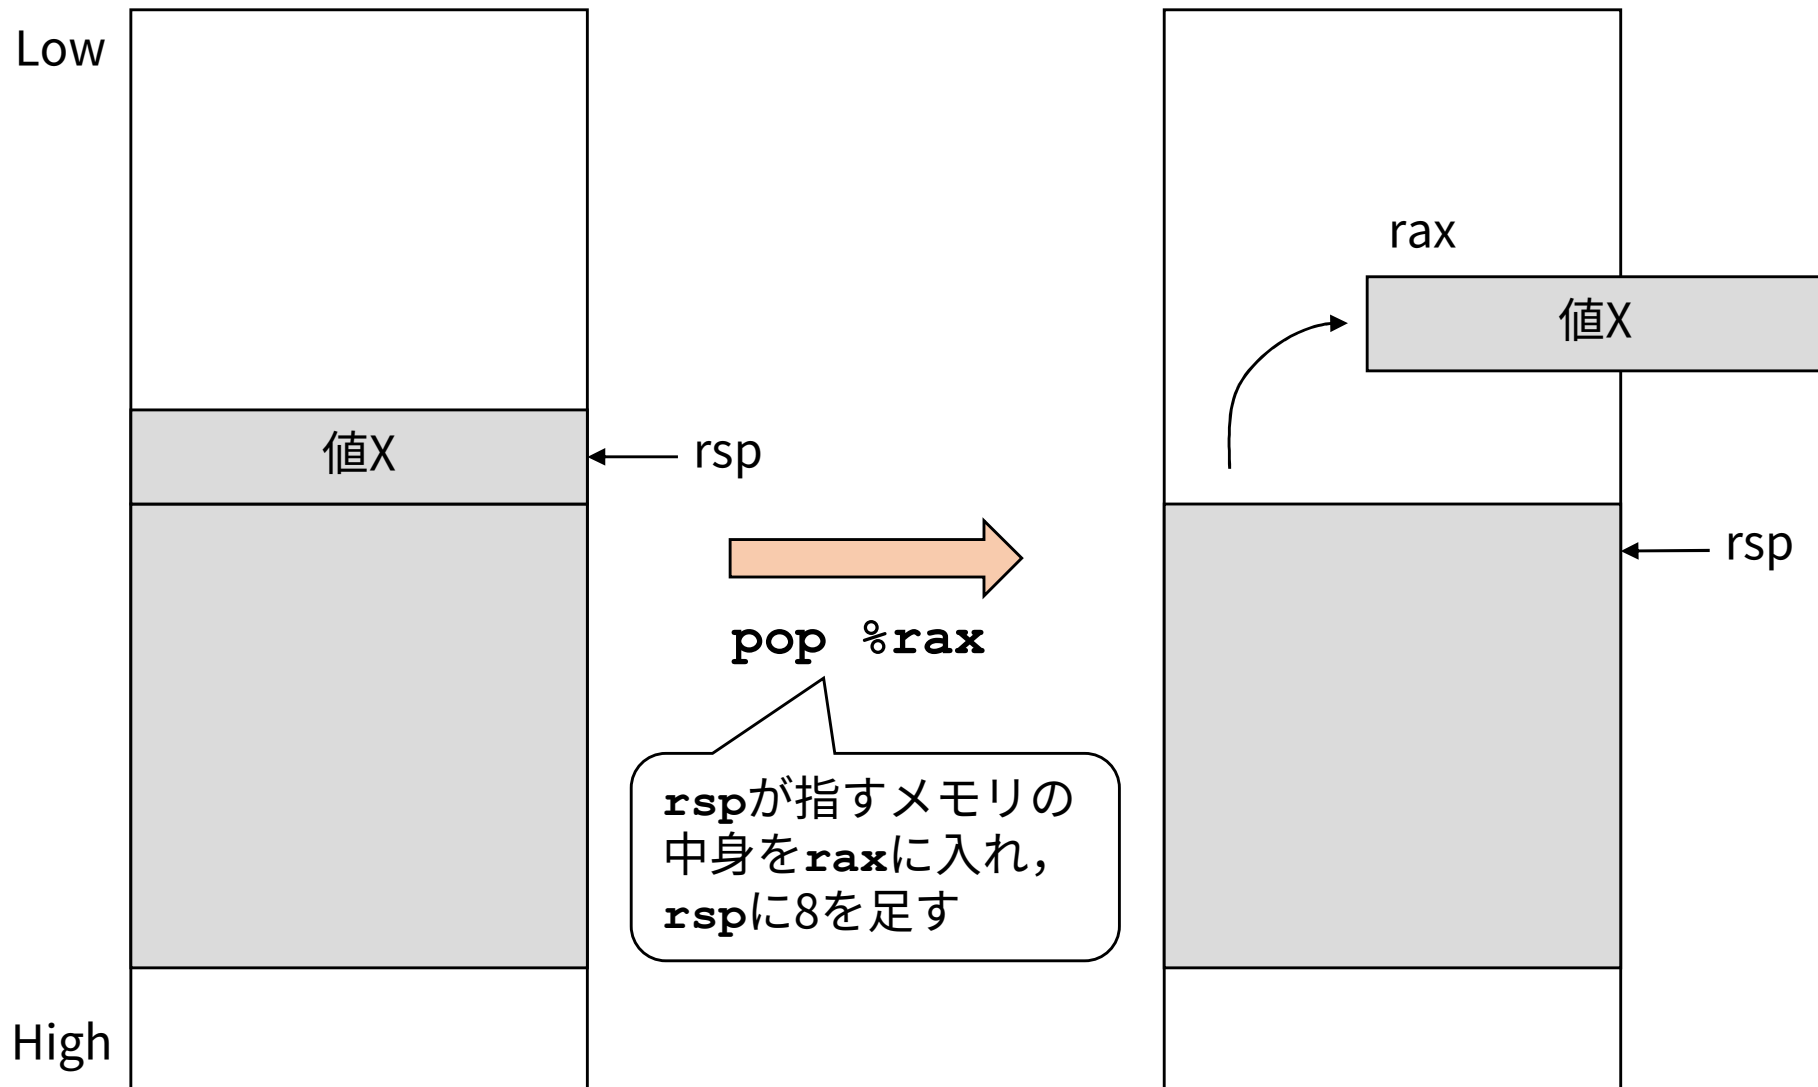 Low
rax
値X
値X
rsp
rsp
pop %rax
rspが指すメモリの
中身をraxに入れ，
rspに8を足す
High